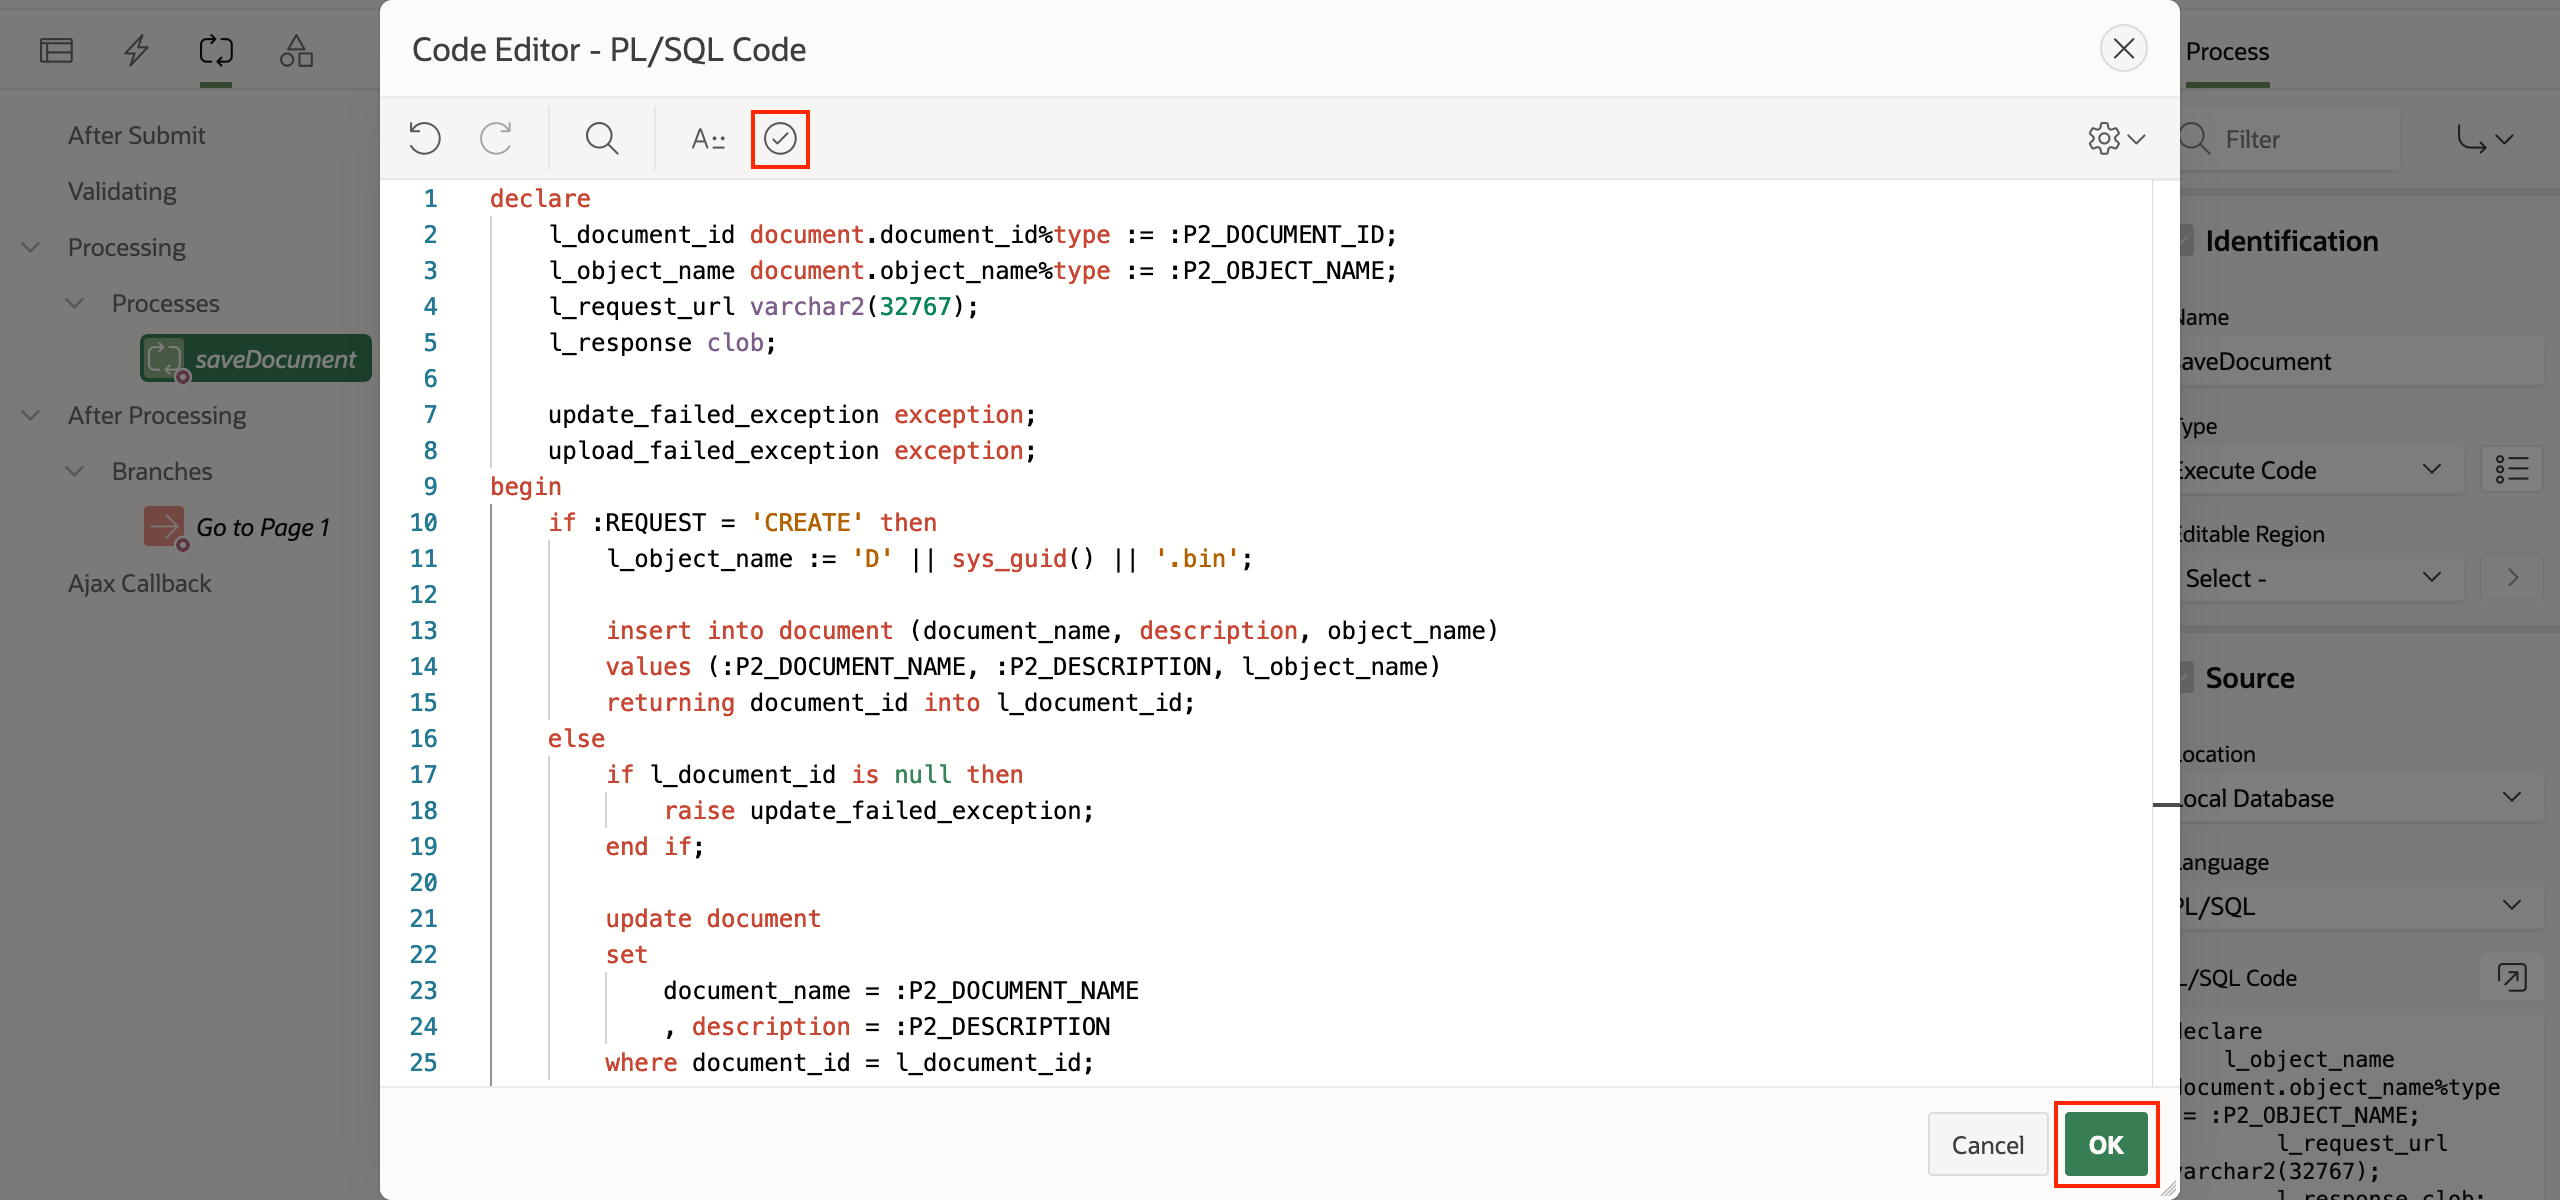 Code Editor - PL/SQL Code
Process
After Submit
Validating
Processing
Processes
saveDocument
After Processing
Branches
Go to Page 1
Ajax Callback
1 declare
2 l_document_id document.document_id%type := :P2_DOCUMENT_ID;
3 l_object_name document.object_name%type := :P2_OBJECT_NAME;
4 l_request_url varchar2(32767);
5 l_response clob;
6
7 update_failed_exception exception;
8 upload_failed_exception exception;
9 begin
10 if :REQUEST = 'CREATE' then
11 l_object_name := 'D' || sys_guid() || '.bin';
12
13 insert into document (document_name, description, object_name)
14 values (:P2_DOCUMENT_NAME, :P2_DESCRIPTION, l_object_name)
15 returning document_id into l_document_id;
16 else
17 if l_document_id is null then
18 raise update_failed_exception;
19 end if;
20
21 update document
22 set
23 document_name = :P2_DOCUMENT_NAME
24 , description = :P2_DESCRIPTION
25 where document_id = l_document_id;
Cancel
OK
Filter
Identification
Name
aveDocument
ype
Execute Code
Editable Region
Select -
Source
ocation
ocal Database
anguage
PL/SQL
L/SQL Code
declare
l_object_name
document.object_name%type
= :P2_OBJECT_NAME;
l_request_url
varchar2(32767);
l_response clob;